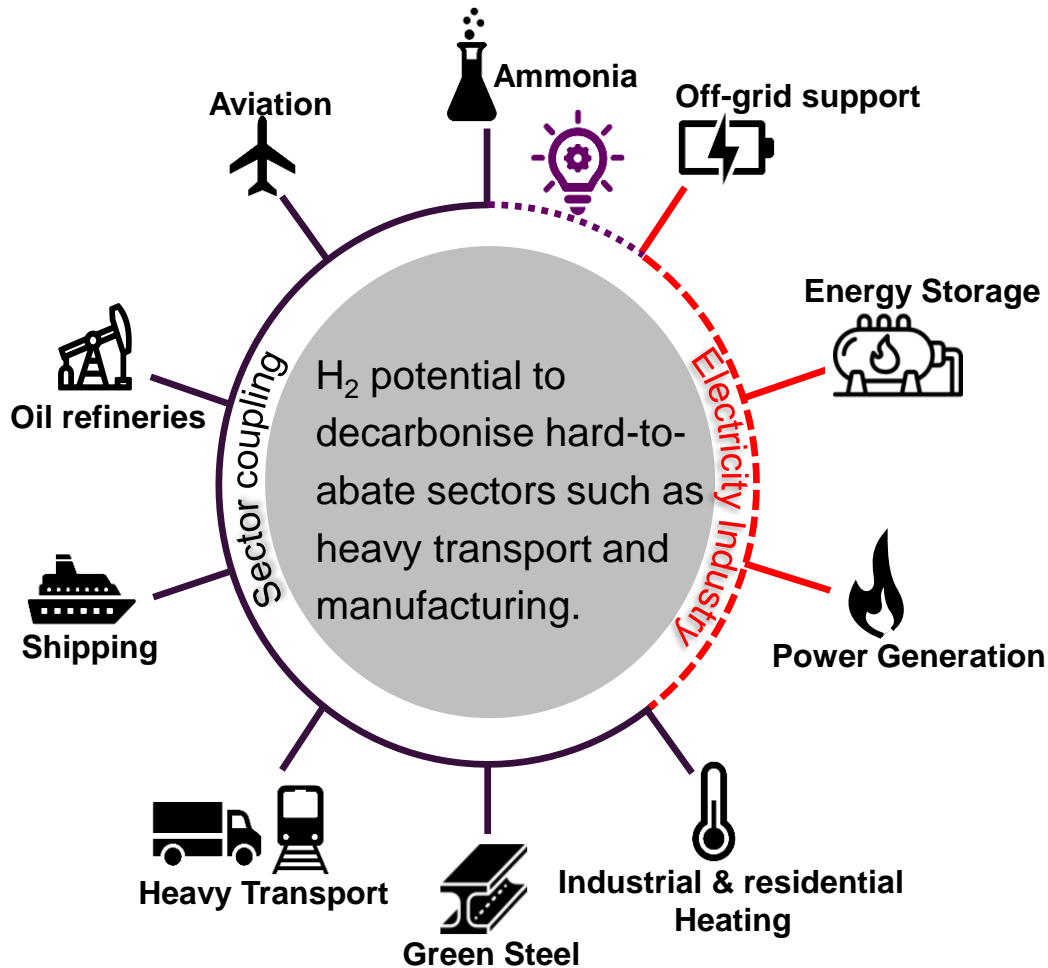 Ammonia
Aviation
Off-grid support
Energy Storage
Oil refineries
Sector coupling
H₂ potential to
decarbonise hard-to-
abate sectors such as
heavy transport and
manufacturing.
Electricity Industry
Shipping
Power Generation
Heavy Transport
Industrial & residential
Heating
Green Steel